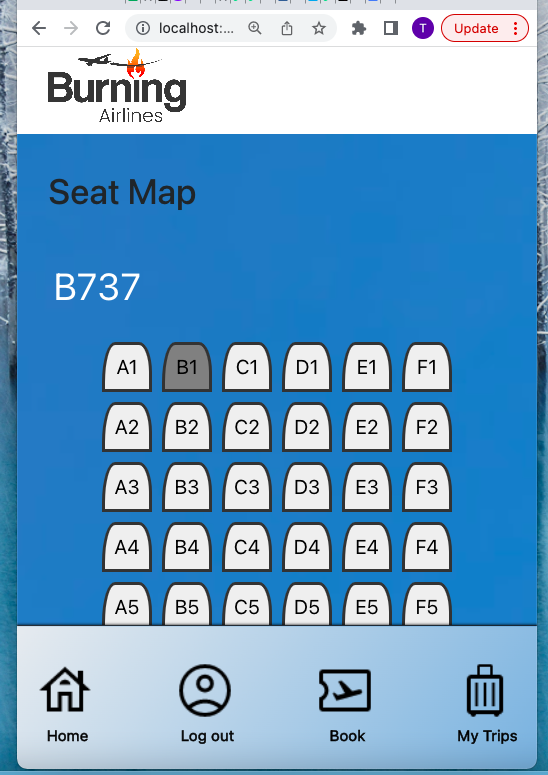 localhost:...
T
Update
Burning
Airlines
Seat Map
B737
A1 B1 C1 D1 E1 F1
A2 B2 C2 D2 E2 F2
A3 B3 C3 D3 E3 F3
A4 B4 C4 D4 E4 F4
A5 B5 C5 D5 E5 F5
Home Log out Book My Trips